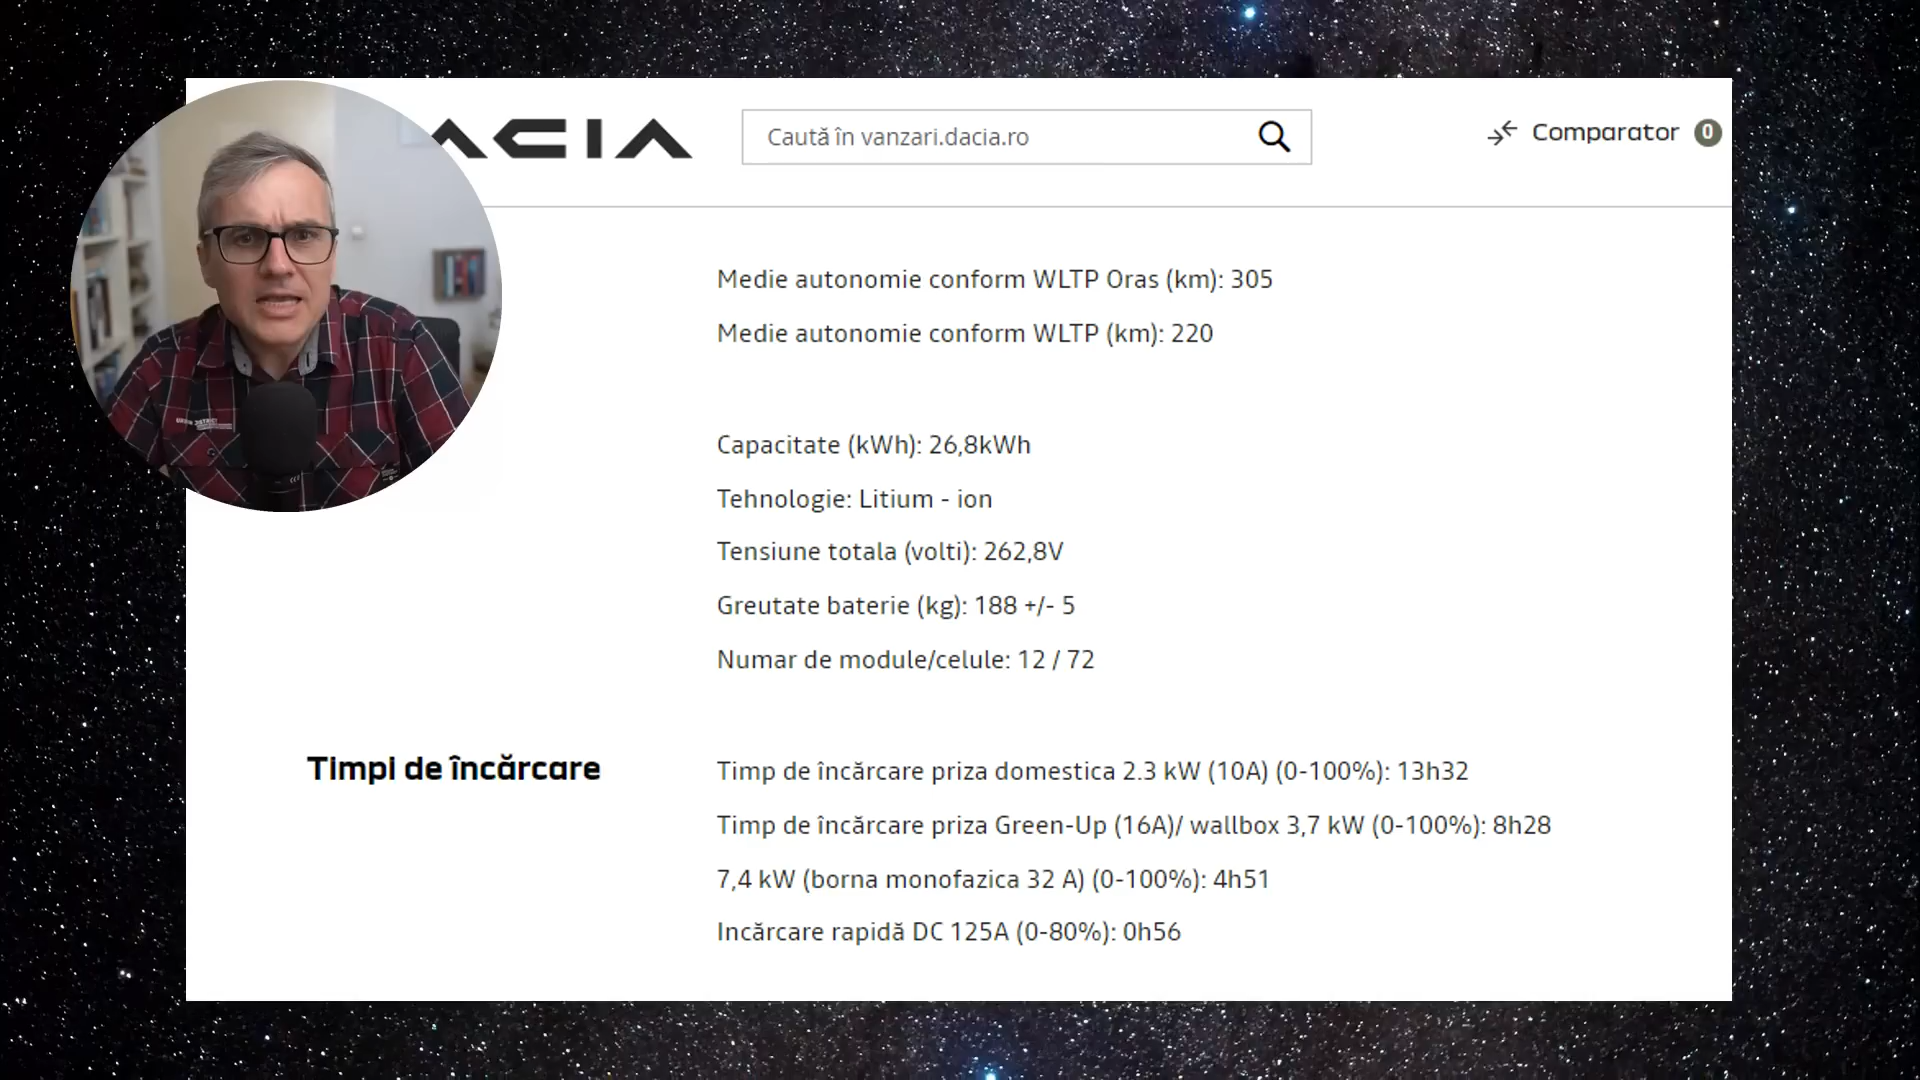 DACIA
Caută în vanzari.dacia.ro
Comparator 0
Medie autonomie conform WLTP Oras (km): 305
Medie autonomie conform WLTP (km): 220
Capacitate (kWh): 26,8kWh
Tehnologie: Litium - ion
Tensiune totala (volti): 262,8V
Greutate baterie (kg): 188 +/- 5
Numar de module/celule: 12 / 72
Timpi de încărcare
Timp de încărcare priza domestica 2.3 kW (10A) (0-100%): 13h32
Timp de încărcare priza Green-Up (16A)/ wallbox 3,7 kW (0-100%): 8h28
7,4 kW (borna monofazica 32 A) (0-100%): 4h51
Incărcare rapidă DC 125A (0-80%): 0h56